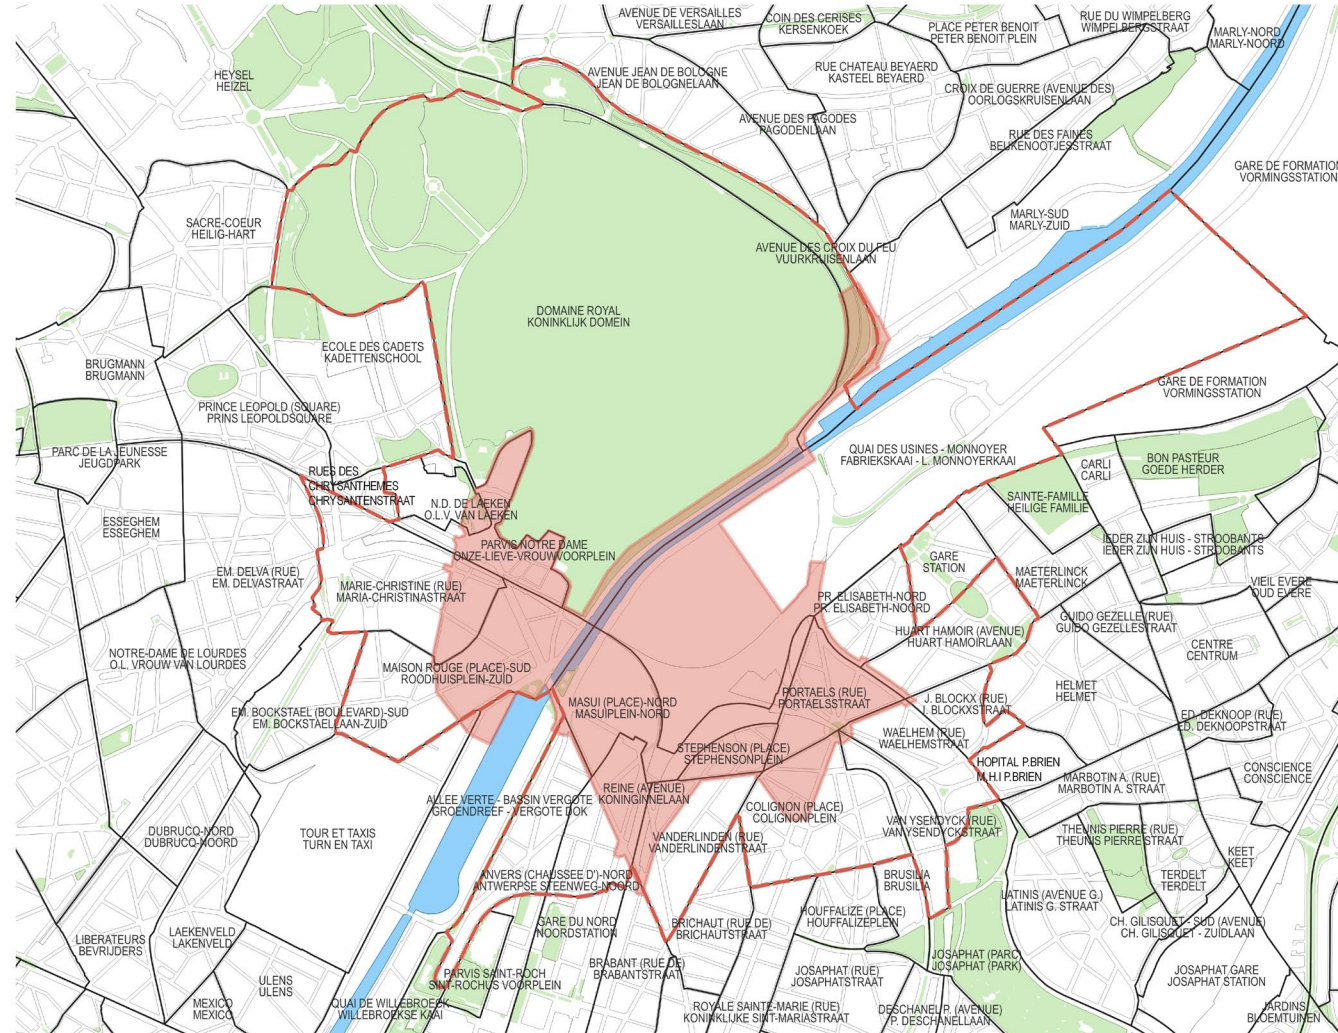 AVENUE DE VERSAILLES
VERSAILLESLAAN
COIN DES CERISES
KERSENKOEK
PLACE PETER BENOIT
PETER BENOIT PLEIN
RUE DU WIMPELBERG
WIMPELBERGSTRAAT
MARLY-NORD
MARLY-NOORD
HEYSEL
HEIZEL
AVENUE JEAN DE BOLOGNE
JEAN DE BOLOGNELAAN
RUE CHATEAU BEYAERD
KASTEEL BEYAERD
CROIX DE GUERRE (AVENUE DES)
OORLOGSKRUISENLAAN
AVENUE DES PAGODES
PAGODENLAAN
RUE DES FAINES
BEUKENOOTJESSTRAAT
GARE DE FORMATION
VORMINGSSTATION
SACRE-COEUR
HEILIG-HART
MARLY-SUD
MARLY-ZUID
AVENUE DES CROIX DU FEU
VUURKRUISENLAAN
DOMAINE ROYAL
KONINKLIJK DOMEIN
ECOLE DES CADETS
KADETTENSCHOOL
BRUGMANN
BRUGMANN
GARE DE FORMATION
VORMINGSSTATION
PRINCE LEOPOLD (SQUARE)
PRINS LEOPOLDSQUARE
PARC DE LA JEUNESSE
JEUGDPARK
QUAI DES USINES - MONNOYER
FABRIEKSKAAI - L. MONNOYERKAAI
CARLI
CARLI
BON PASTEUR
GOEDE HERDER
RUES DES
CHRYSANTHEMES
CHRYSANTENSTRAAT
N.D. DE LAEKEN
O.L.V. VAN LAEKEN
SAINTE-FAMILLE
HEILIGE FAMILIE
ESSEGHEM
ESSEGHEM
PARVIS NOTRE DAME
ONZE-LIEVE-VROUWVOORPLEIN
IEDER ZIJN HUIS - STROOBANTS
IEDER ZIJN HUIS - STROOBANTS
GARE
STATION
EM. DELVA (RUE)
EM. DELVASTRAAT
MARIE-CHRISTINE (RUE)
MARIA-CHRISTINASTRAAT
MAETERLINCK
MAETERLINCK
VIEIL EVERE
OUD EVERE
PR. ELISABETH-NORD
PR. ELISABETH-NOORD
GUIDO GEZELLE (RUE)
GUIDO GEZELLESTRAAT
HUART HAMOIR (AVENUE)
HUART HAMOIRLAAN
NOTRE-DAME DE LOURDES
O.L. VROUW VAN LOURDES
CENTRE
CENTRUM
MAISON ROUGE (PLACE)-SUD
ROODHUISPLEIN-ZUID
HELMET
HELMET
PORTAELS (RUE)
PORTAELSSTRAAT
MASUI (PLACE)-NORD
MASUIPLEIN-NORD
J. BLOCKX (RUE)
J. BLOCKXSTRAAT
EM. BOCKSTAEL (BOULEVARD)-SUD
EM. BOCKSTAELLAAN-ZUID
ED. DEKNOOP (RUE)
ED. DEKNOOPSTRAAT
WAELHEM (RUE)
WAELHEMSTRAAT
STEPHENSON (PLACE)
STEPHENSONPLEIN
HOPITAL P.BRIEN
M.H.I P.BRIEN
CONSCIENCE
CONSCIENCE
MARBOTIN A. (RUE)
MARBOTIN A. STRAAT
REINE (AVENUE)
KONINGINNELAAN
ALLEE VERTE - BASSIN VERGOTE
GROENDREEF - VERGOTE DOK
COLIGNON (PLACE)
COLIGNONPLEIN
VAN YSENDYCK (RUE)
VAN YSENDYCKSTRAAT
DUBRUCQ-NORD
DUBRUCQ-NOORD
TOUR ET TAXIS
TURN EN TAXI
VANDERLINDEN (RUE)
VANDERLINDENSTRAAT
THEUNIS PIERRE (RUE)
THEUNIS PIERRE STRAAT
KEET
KEET
TERDELT
TERDELT
ANVERS (CHAUSSEE D')-NORD
ANTWERPSE STEENWEG-NOORD
BRUSILIA
BRUSILIA
LATINIS (AVENUE G.)
LATINIS G. STRAAT
HOUFFALIZE (PLACE)
HOUFFALIZEPLEIN
BRICHAUT (RUE DE)
BRICHAUTSTRAAT
CH. GILISQUET - SUD (AVENUE)
CH. GILISQUET - ZUIDLAAN
GARE DU NORD
NOORDSTATION
LIBERATEURS
BEVRIJDERS
LAEKENVELD
LAKENVELD
JOSAPHAT (PARC)
JOSAPHAT (PARK)
BRABANT (RUE DE)
BRABANTSTRAAT
PARVIS SAINT-ROCH
SINT-ROCHUS VOORPLEIN
JOSAPHAT (RUE)
JOSAPHATSTRAAT
JOSAPHAT GARE
JOSAPHAT STATION
ULENS
ULENS
MEXICO
MEXICO
QUAI DE WILLEBROECK
WILLEBROEKSE KAAI
ROYALE SAINTE-MARIE (RUE)
KONINKLIJKE SINT-MARIASTRAAT
DESCHANEL P. (AVENUE)
P. DESCHANELLAAN
JARDINS
BLOEMTUINEN